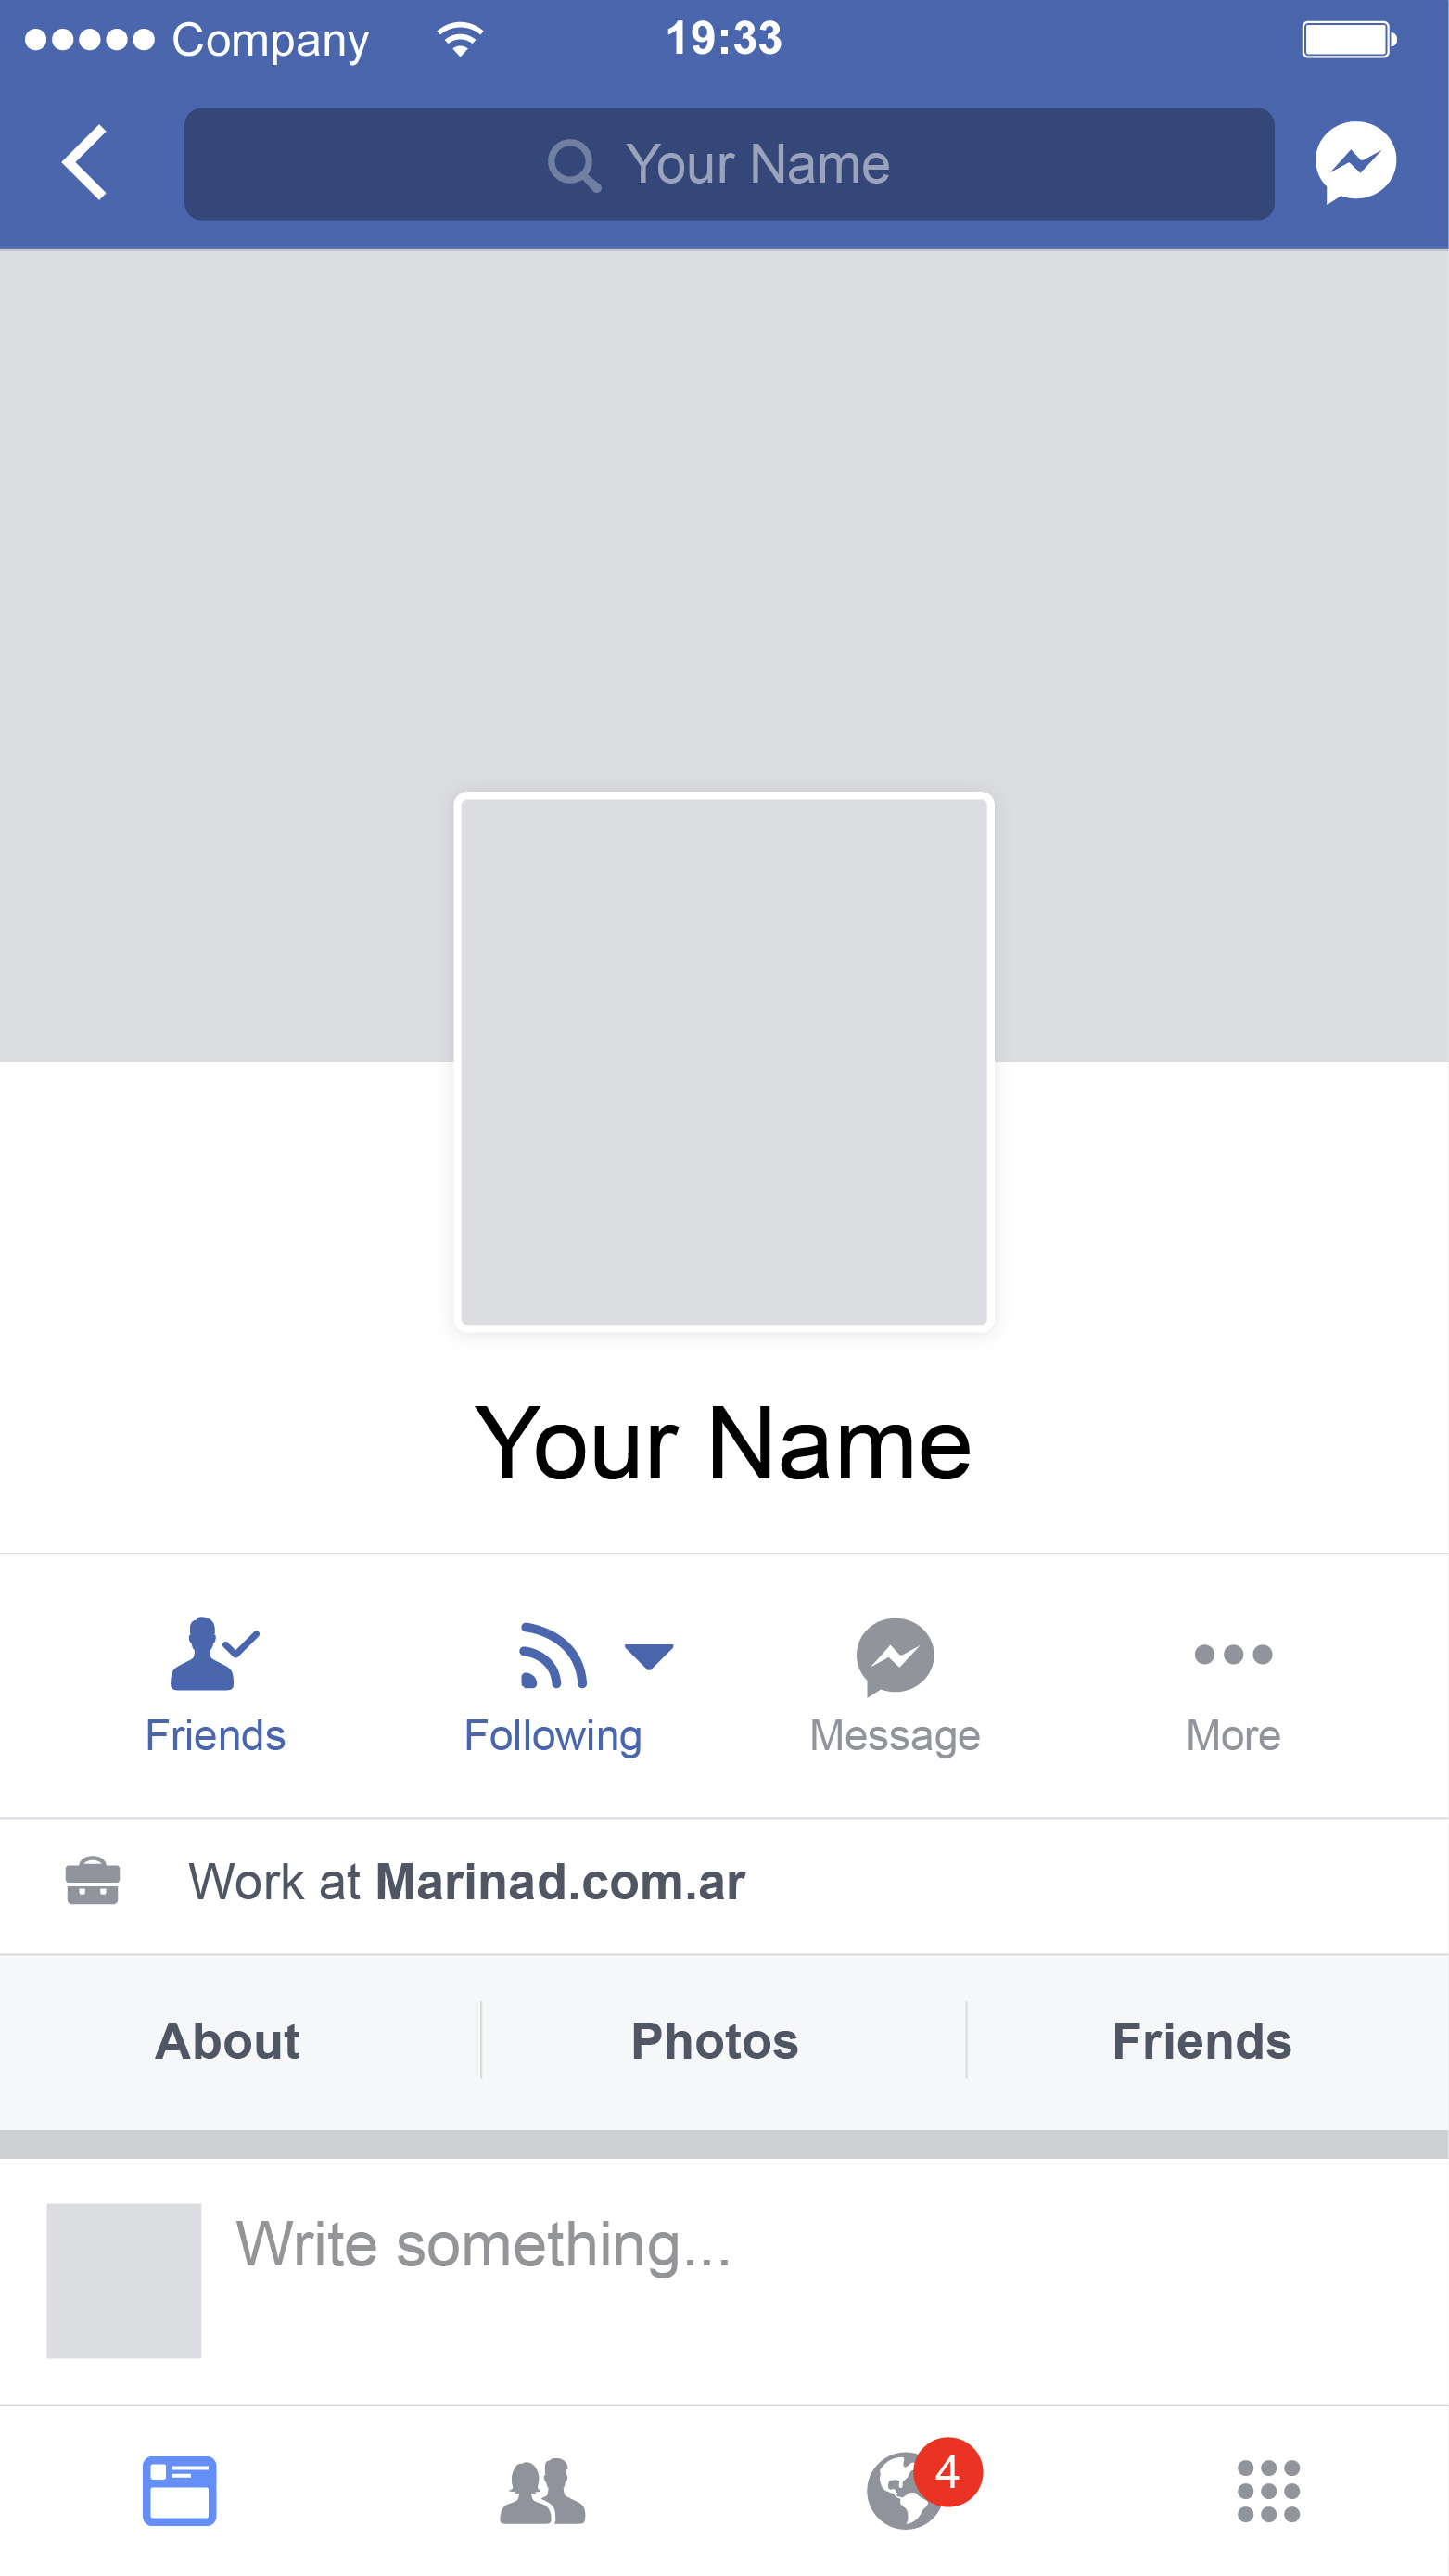 Company 19:33
Your Name
Your Name
Friends Following Message More
Work at Marinad.com.ar
About Photos Friends
Write something...
4